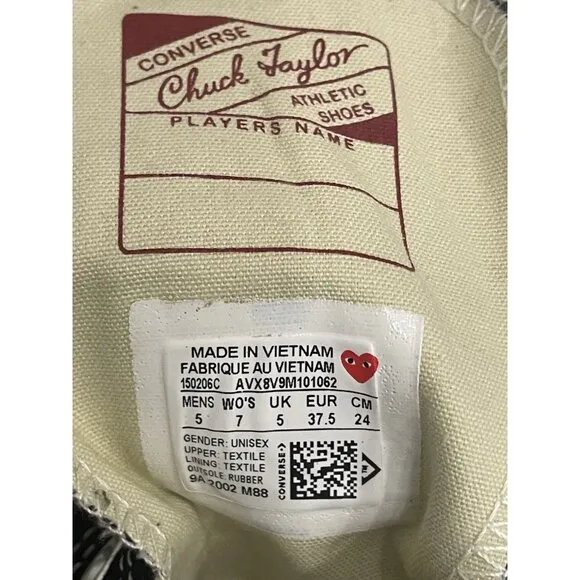 CONVERSE
Chuck Taylor
ATHLETIC
SHOES
PLAYERS NAME
MADE IN VIETNAM
FABRIQUE AU VIETNAM
150206C AVX8V9M101062
MENS WO'S UK EUR CM
5 7 5 37.5 24
GENDER: UNISEX
UPPER: TEXTILE
LINING: TEXTILE
OUTSOLE: RUBBER
9A 2002 M88
CONVERSE